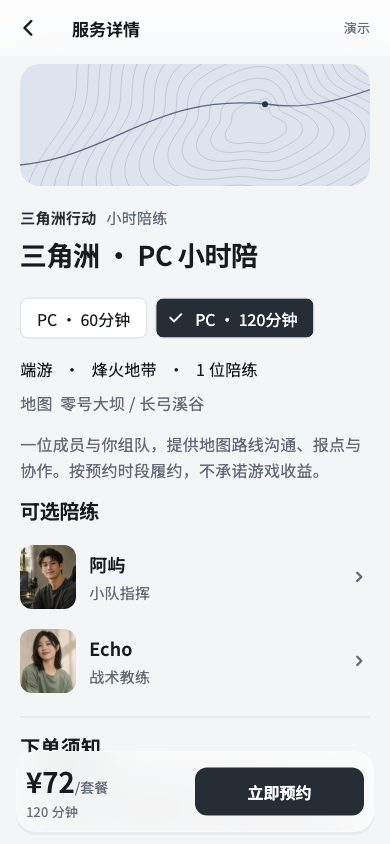 服务详情
演示
三角洲行动 小时陪练
三角洲 · PC 小时陪
PC · 60分钟
PC · 120分钟
端游 · 烽火地带 · 1 位陪练
地图 零号大坝 / 长弓溪谷
一位成员与你组队，提供地图路线沟通、报点与
协作。按预约时段履约，不承诺游戏收益。
可选陪练
阿屿
小队指挥
Echo
战术教练
下单须知
¥72/套餐
120 分钟
立即预约